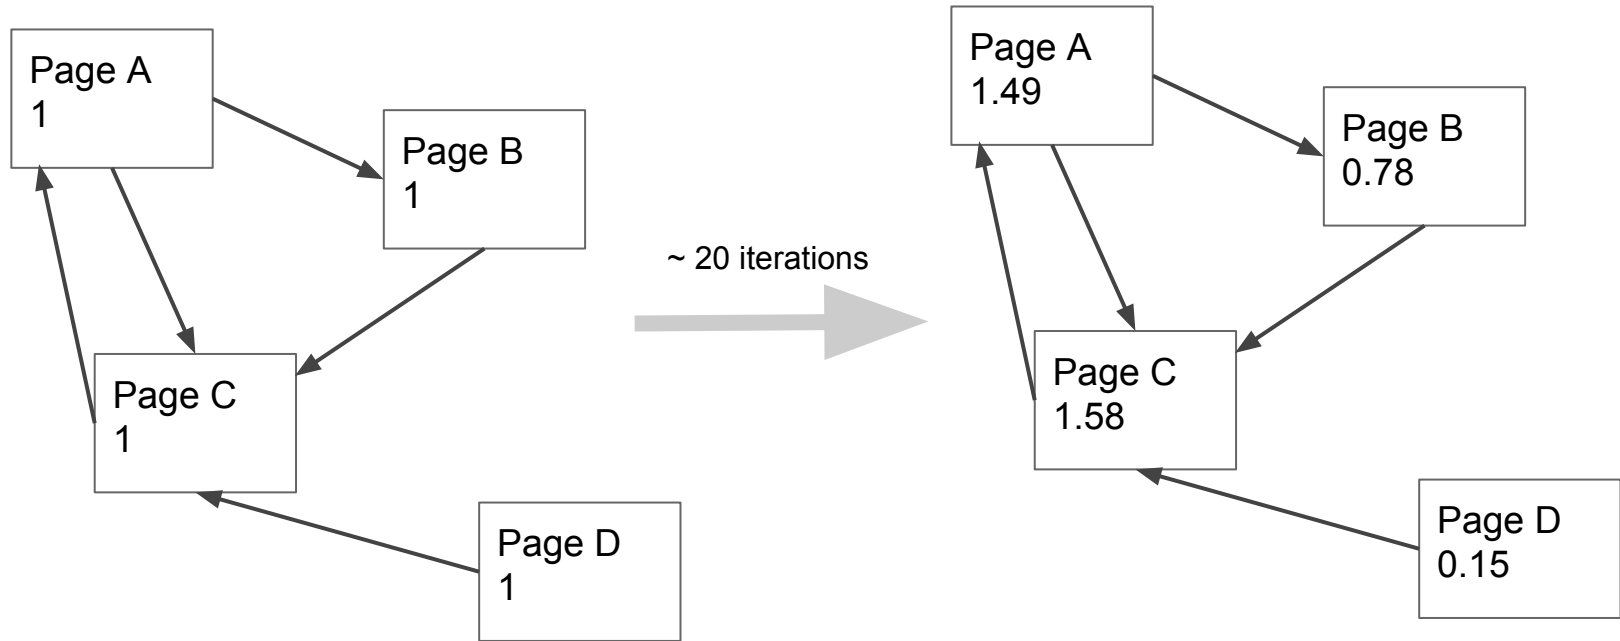 Page A
1
Page B
1
Page C
1
Page D
1
~ 20 iterations
Page A
1.49
Page B
0.78
Page C
1.58
Page D
0.15